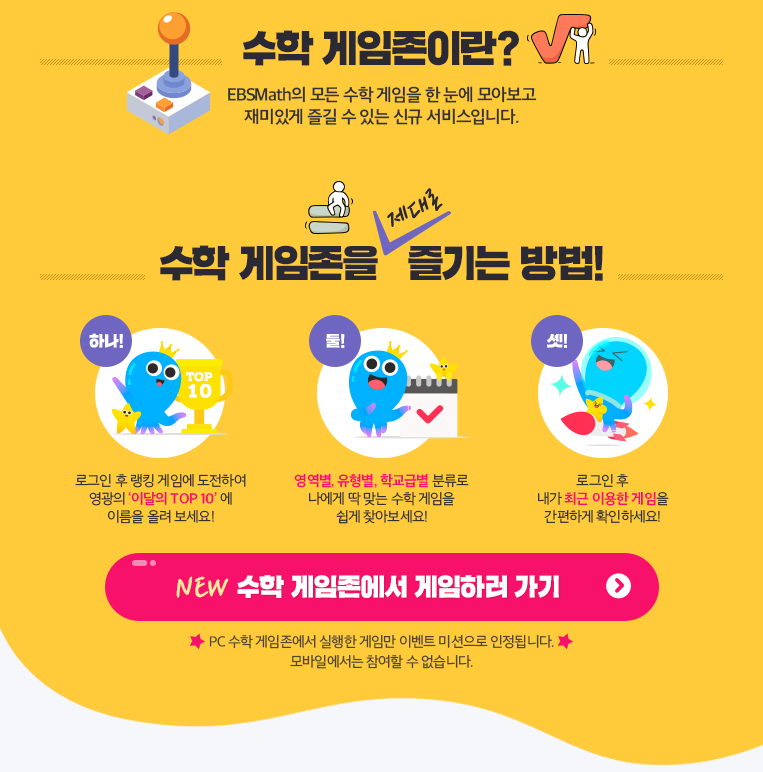 수학 게임존이란?
EBSMath의 모든 수학 게임을 한 눈에 모아보고
재미있게 즐길 수 있는 신규 서비스입니다.
제대로
수학 게임존을 즐기는 방법!
하나!
TOP
10
로그인 후 랭킹 게임에 도전하여
영광의 '이달의 TOP 10' 에
이름을 올려 보세요!
둘!
영역별, 유형별, 학교급별 분류로
나에게 딱 맞는 수학 게임을
쉽게 찾아보세요!
셋!
로그인 후
내가 최근 이용한 게임을
간편하게 확인하세요!
NEW 수학 게임존에서 게임하러 가기
PC 수학 게임존에서 실행한 게임만 이벤트 미션으로 인정됩니다.
모바일에서는 참여할 수 없습니다.